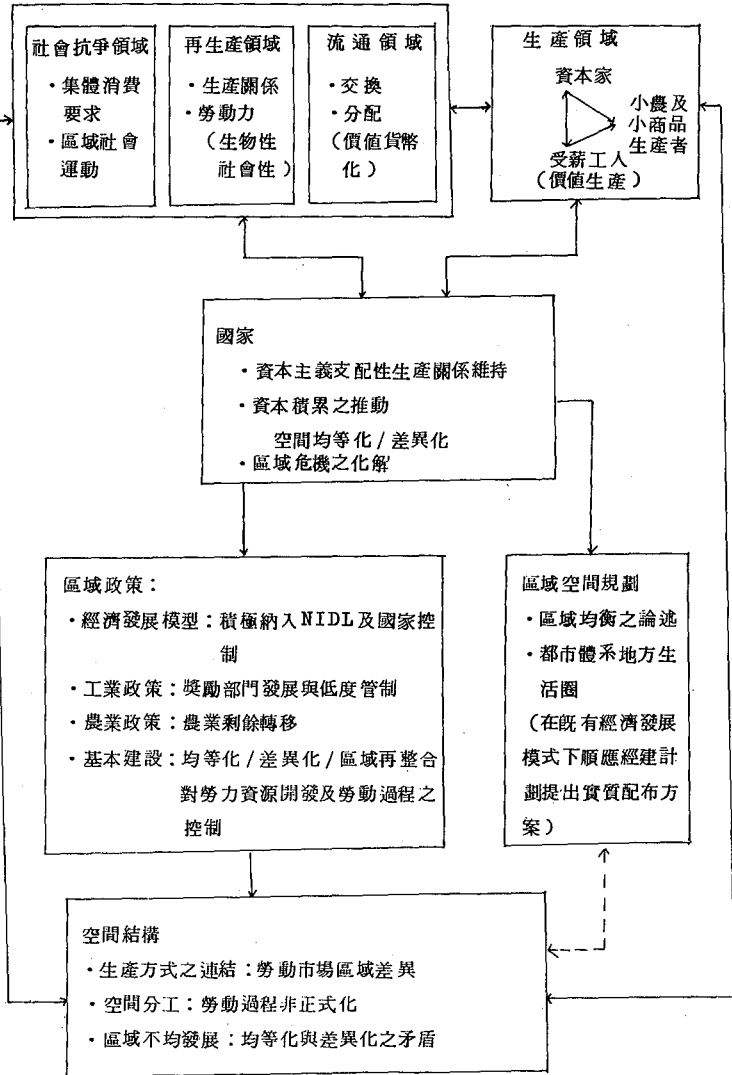 社會抗爭領域
・集體消費
要求
・區域社會
運動
再生產領域
・生產關係
・勞動力
（生物性
社會性）
流通領域
・交換
・分配
（價值貨幣
化）
生產領域
資本家
小農及
小商品
生產者
受薪工人
（價值生產）
國家
・資本主義支配性生產關係維持
・資本積累之推動
空間均等化/差異化
・區域危機之化解
區域政策：
・經濟發展模型：積極納入NIDL及國家控
制
・工業政策：獎勵部門發展與低度管制
・農業政策：農業剩餘轉移
・基本建設：均等化/差異化/區域再整合
對勞力資源開發及勞動過程之
控制
區域空間規劃
・區域均衡之論述
・都市體系地方生
活圈
（在既有經濟發展
模式下順應經建計
劃提出實質配布方
案）
空間結構
・生產方式之連結：勞動市場區域差異
・空間分工：勞動過程非正式化
・區域不均發展：均等化與差異化之矛盾